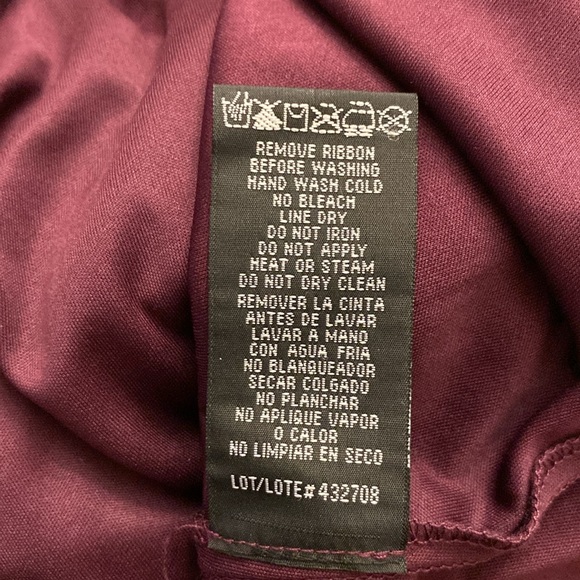 REMOVE RIBBON
BEFORE WASHING
HAND WASH COLD
NO BLEACH
LINE DRY
DO NOT IRON
DO NOT APPLY
HEAT OR STEAM
DO NOT DRY CLEAN
REMOVER LA CINTA
ANTES DE LAVAR
LAVAR A MANO
CON AGUA FRIA
NO BLANQUEADOR
SECAR COLGADO
NO PLANCHAR
NO APLIQUE VAPOR
O CALOR
NO LIMPIAR EN SECO
LOT/LOTE# 432708